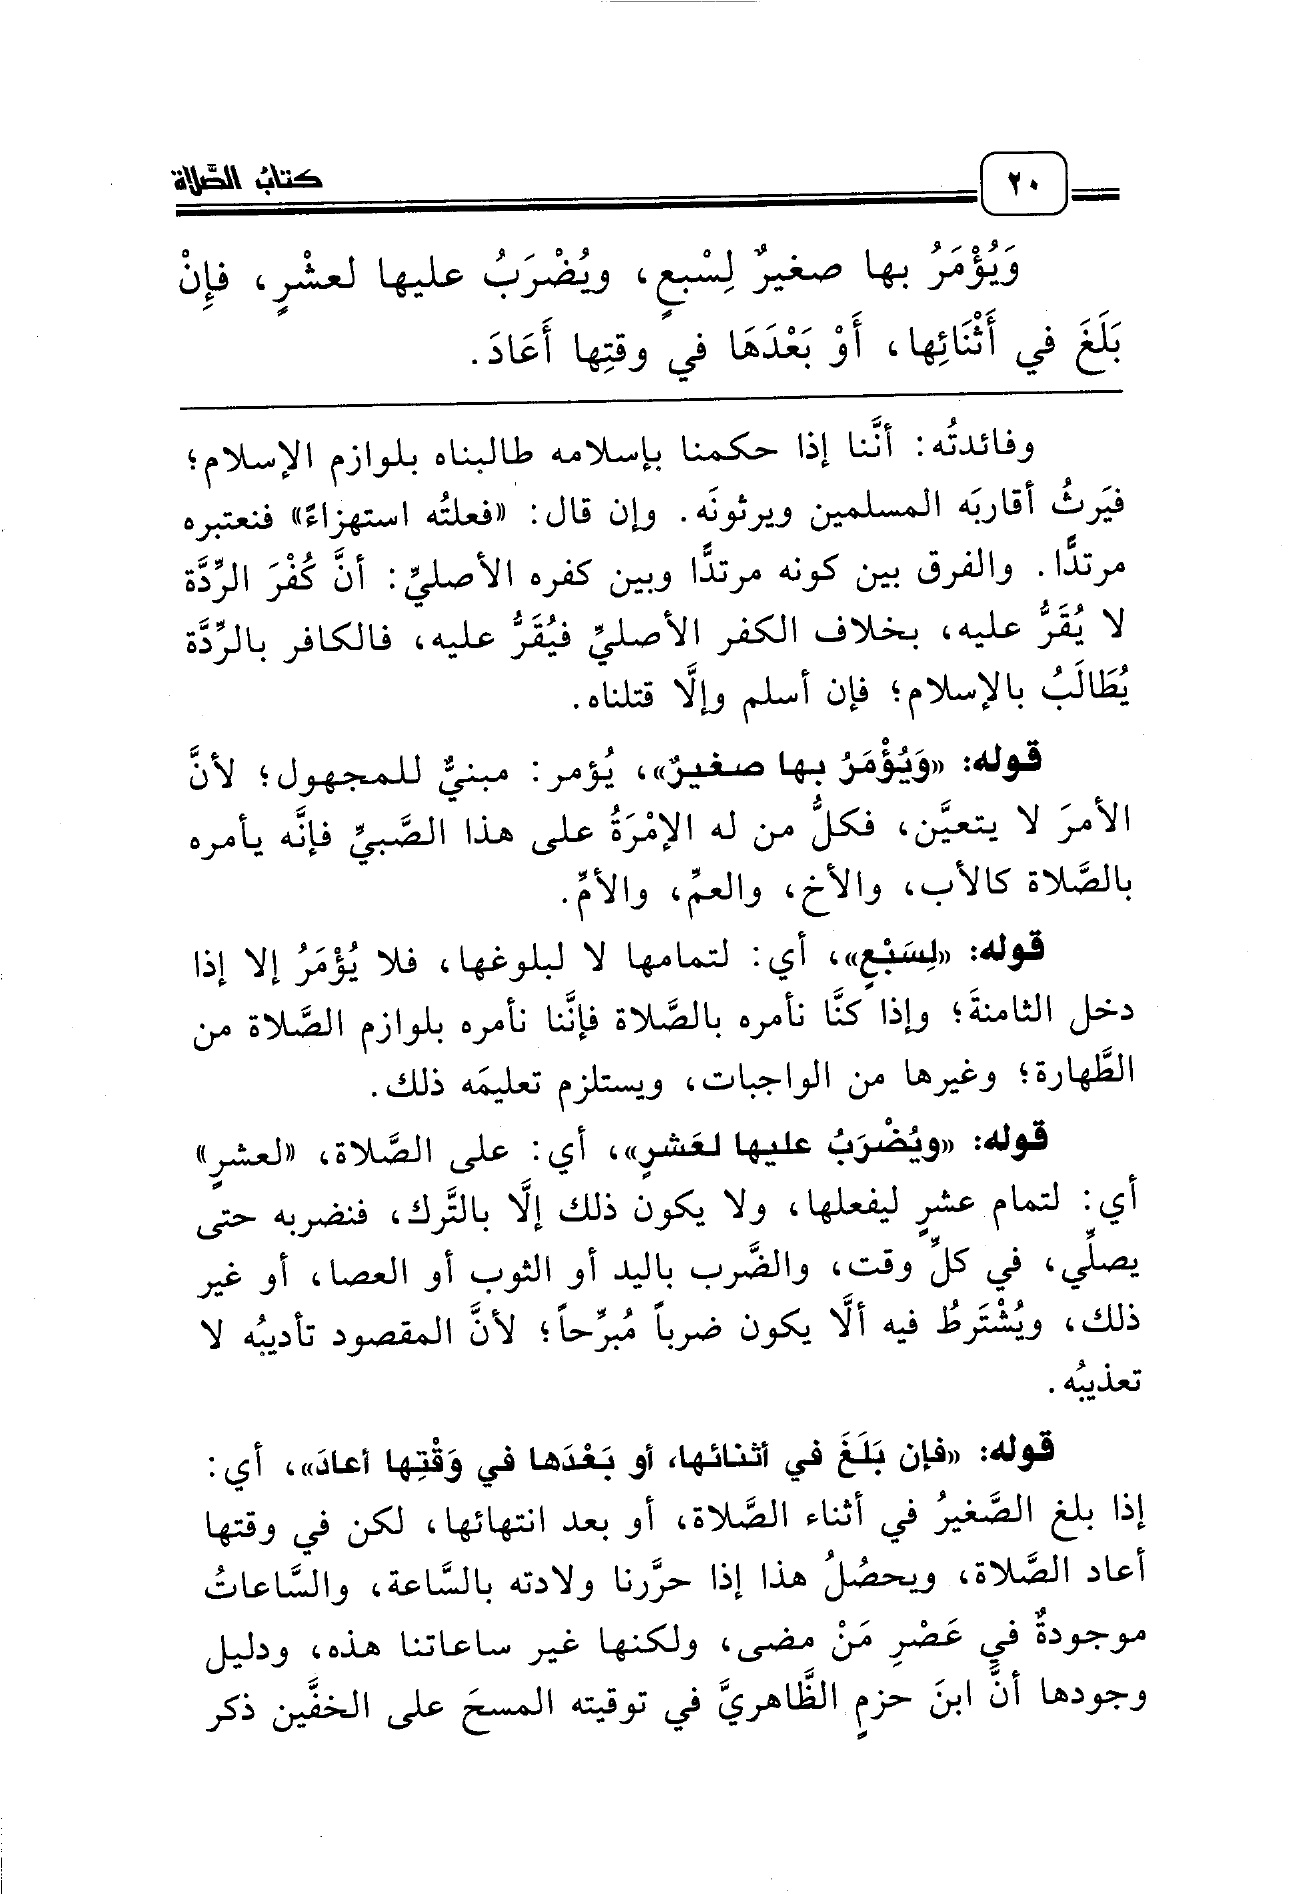 ٢٠
كتابُ الصَّلاة
وَيُؤْمَرُ بها صغيرٌ لِسْبعٍ، ويُضْرَبُ عليها لعشْرٍ، فإِنْ
بَلَغَ في أَثْنَائِها، أَوْ بَعْدَهَا في وقتِها أَعَادَ.
وفائدتُه: أنَّنا إذا حكمنا بإسلامه طالبناه بلوازم الإسلام؛
فيَرثُ أقاربَه المسلمين ويرثونَه. وإن قال: «فعلتُه استهزاءً» فنعتبره
مرتدًّا. والفرق بين كونه مرتدًّا وبين كفره الأصليِّ: أنَّ كُفْرَ الرِّدَّة
لا يُقَرُّ عليه، بخلاف الكفر الأصليِّ فيُقَرُّ عليه، فالكافر بالرِّدَّة
يُطَالَبُ بالإسلام؛ فإن أسلم وإلَّا قتلناه.
قوله: «وَيُؤْمَرُ بها صغيرٌ»، يُؤمر: مبنيٌّ للمجهول؛ لأنَّ
الأمرَ لا يتعيَّن، فكلُّ من له الإمْرَةُ على هذا الصَّبيِّ فإنَّه يأمره
بالصَّلاة كالأب، والأخ، والعمِّ، والأمِّ.
قوله: «لِسَبْعٍ»، أي: لتمامها لا لبلوغها، فلا يُؤْمَرُ إلا إذا
دخل الثامنةَ؛ وإذا كنَّا نأمره بالصَّلاة فإنَّنا نأمره بلوازم الصَّلاة من
الطَّهارة؛ وغيرها من الواجبات، ويستلزم تعليمَه ذلك.
قوله: «ويُضْرَبُ عليها لعَشرٍ»، أي: على الصَّلاة، «لعشرٍ»
أي: لتمام عشرٍ ليفعلها، ولا يكون ذلك إلَّا بالتَّرك، فنضربه حتى
يصلِّي، في كلِّ وقت، والضَّرب باليد أو الثوب أو العصا، أو غير
ذلك، ويُشْتَرطُ فيه ألَّا يكون ضرباً مُبرِّحاً؛ لأنَّ المقصود تأديبُه لا
تعذيبُه.
قوله: «فإن بَلَغَ في أثنائها، أو بَعْدَها في وَقْتِها أعادَ»، أي:
إذا بلغ الصَّغيرُ في أثناء الصَّلاة، أو بعد انتهائها، لكن في وقتها
أعاد الصَّلاة، ويحصُلُ هذا إذا حرَّرنا ولادته بالسَّاعة، والسَّاعاتُ
موجودةٌ في عَصْرِ مَنْ مضى، ولكنها غير ساعاتنا هذه، ودليل
وجودها أنَّ ابنَ حزمٍ الظَّاهريَّ في توقيته المسحَ على الخفَّين ذكر